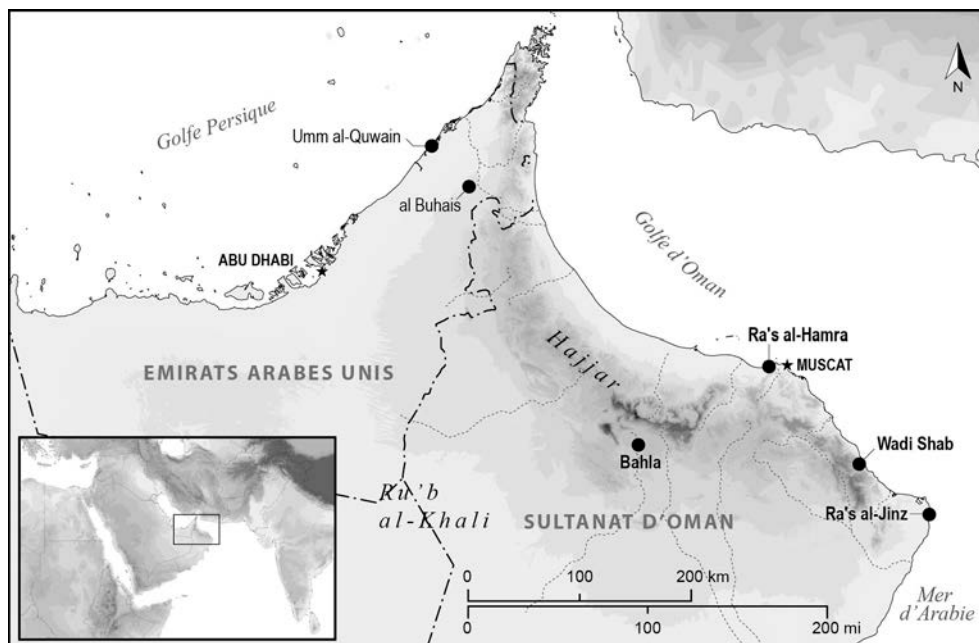 N
Golfe Persique
Umm al-Quwain
al Buhais
ABU DHABI
Golfe d'Oman
Ra's al-Hamra
MUSCAT
Hajjar
EMIRATS ARABES UNIS
Bahla
Wadi Shab
Ru'b
al-Khali
SULTANAT D'OMAN
Ra's al-Jinz
0 100 200 km
0 100 200 mi
Mer
d'Arabie